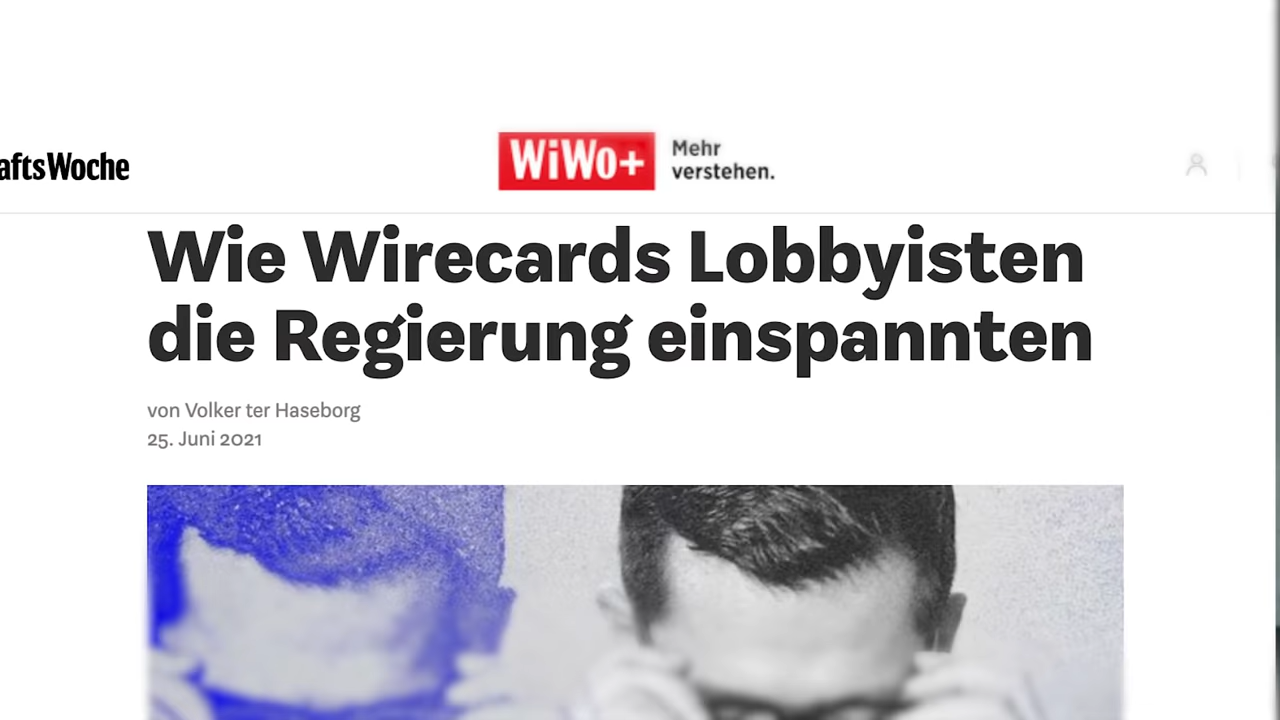 aftsWoche
WiWo+
Mehr
verstehen.
Wie Wirecards Lobbyisten
die Regierung einspannten
von Volker ter Haseborg
25. Juni 2021